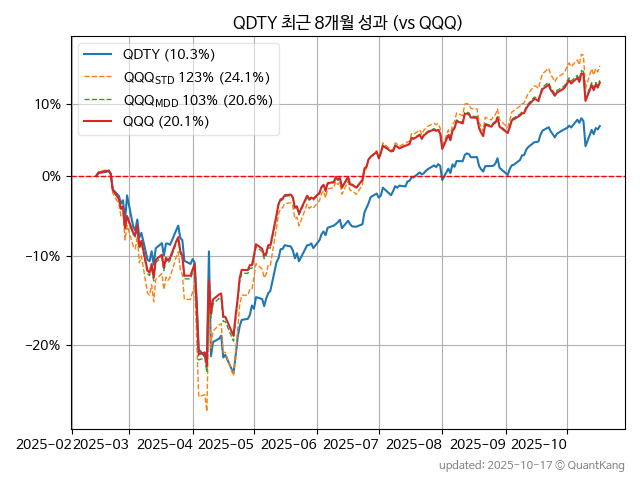 QDTY 최근 8개월 성과 (vs QQQ)
QDTY (10.3%)
QQQSTD 123% (24.1%)
QQQMDD 103% (20.6%)
QQQ (20.1%)
10%
0%
−10%
−20%
2025-02 2025-03 2025-04 2025-05 2025-06 2025-07 2025-08 2025-09 2025-10
updated: 2025-10-17 © QuantKang